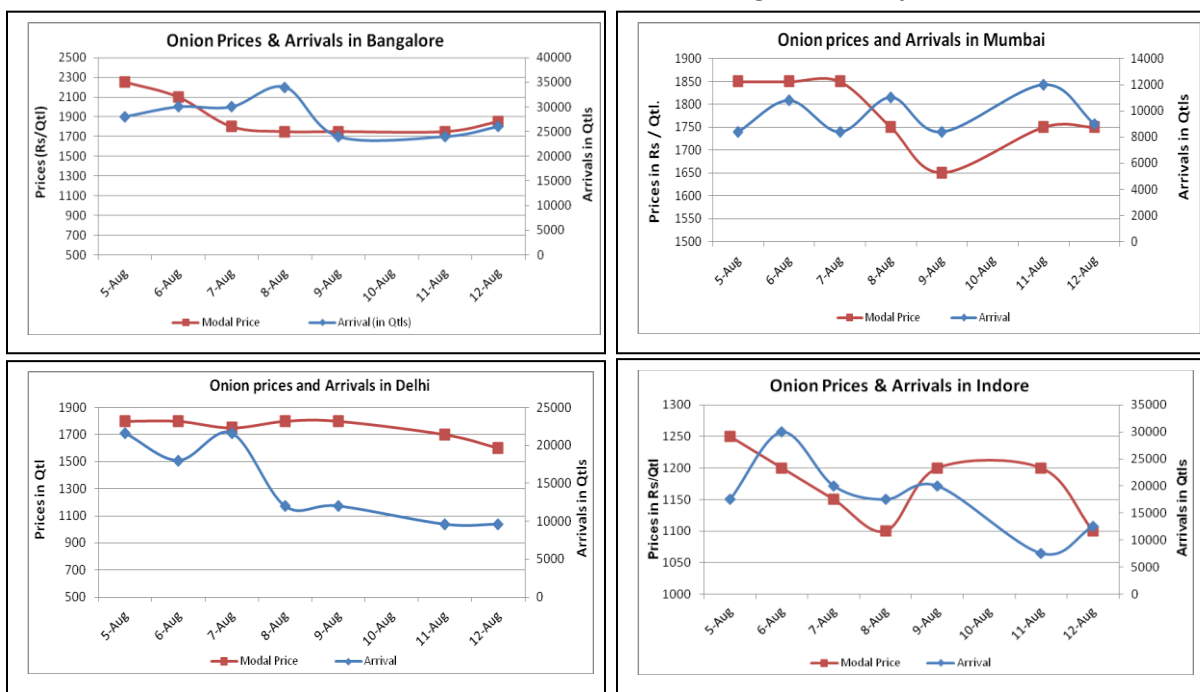 Onion Prices & Arrivals in Bangalore
Prices (Rs/Qtl)
2500
2300
2100
1900
1700
1500
1300
1100
900
700
500
40000
35000
30000
25000
20000
15000
10000
5000
0
Arrivals in Qtls
5-Aug
6-Aug
7-Aug
8-Aug
9-Aug
10-Aug
11-Aug
12-Aug
Modal Price
Arrival (in Qtls)
Onion prices and Arrivals in Mumbai
Prices in Rs / Qtl.
1900
1850
1800
1750
1700
1650
1600
1550
1500
14000
12000
10000
8000
6000
4000
2000
0
Arrivals in Qtls
5-Aug
6-Aug
7-Aug
8-Aug
9-Aug
10-Aug
11-Aug
12-Aug
Modal Price
Arrival
Onion prices and Arrivals in Delhi
Prices in Qtl
1900
1700
1500
1300
1100
900
700
500
25000
20000
15000
10000
5000
0
Arrivals in Qtls
5-Aug
6-Aug
7-Aug
8-Aug
9-Aug
10-Aug
11-Aug
12-Aug
Modal Price
Arrival
Onion Prices & Arrivals in Indore
Prices in Rs/Qtl
1300
1250
1200
1150
1100
1050
1000
35000
30000
25000
20000
15000
10000
5000
0
Arrivals in Qtls
5-Aug
6-Aug
7-Aug
8-Aug
9-Aug
10-Aug
11-Aug
12-Aug
Modal Price
Arrival